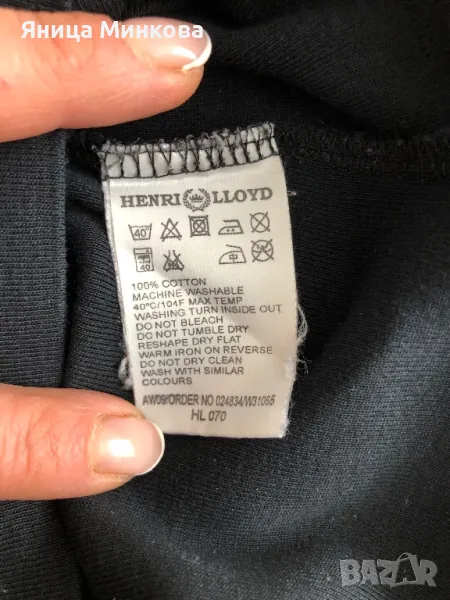 Яница Минкова
HENRI LLOYD
40
40
100% COTTON
MACHINE WASHABLE
40°C/104F MAX TEMP
WASHING TURN INSIDE OUT
DO NOT BLEACH
DO NOT TUMBLE DRY
RESHAPE DRY FLAT
WARM IRON ON REVERSE
DO NOT DRY CLEAN
WASH WITH SIMILAR
COLOURS
AW09/ORDER NO 024834/W31095
HL 070
BAZAR